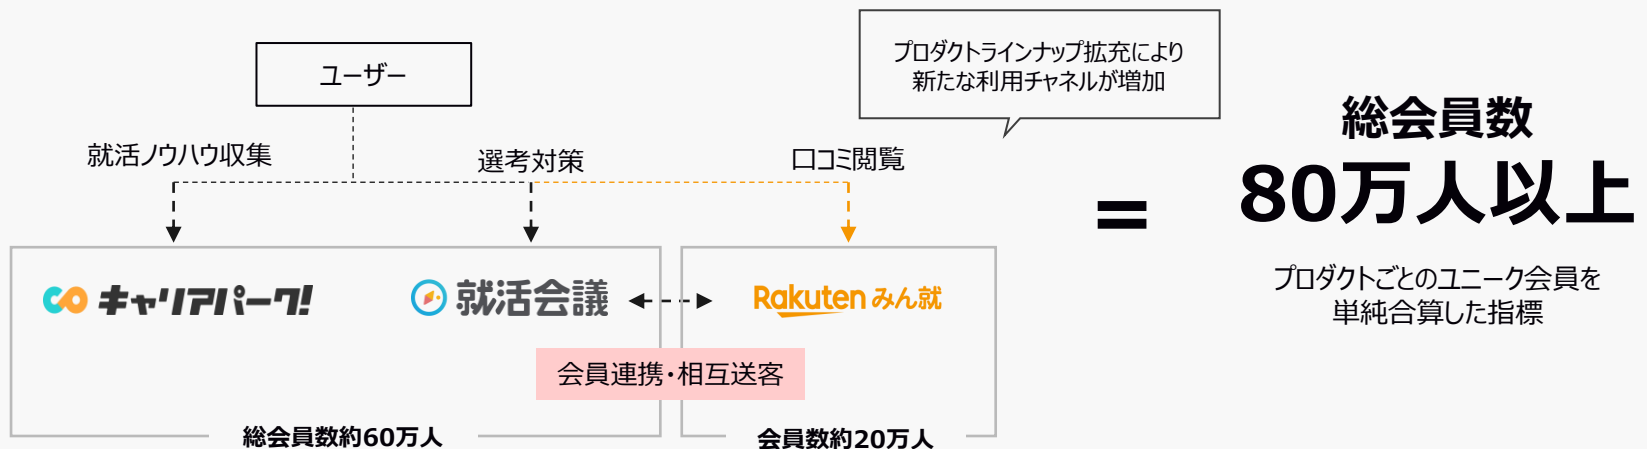 プロダクトラインナップ拡充により
新たな利用チャネルが増加
ユーザー
就活ノウハウ収集
選考対策
口コミ閲覧
キャリアパーク!
就活会議
Rakuten みん就
会員連携・相互送客
総会員数約60万人
会員数約20万人
=
総会員数
80万人以上
プロダクトごとのユニーク会員を
単純合算した指標